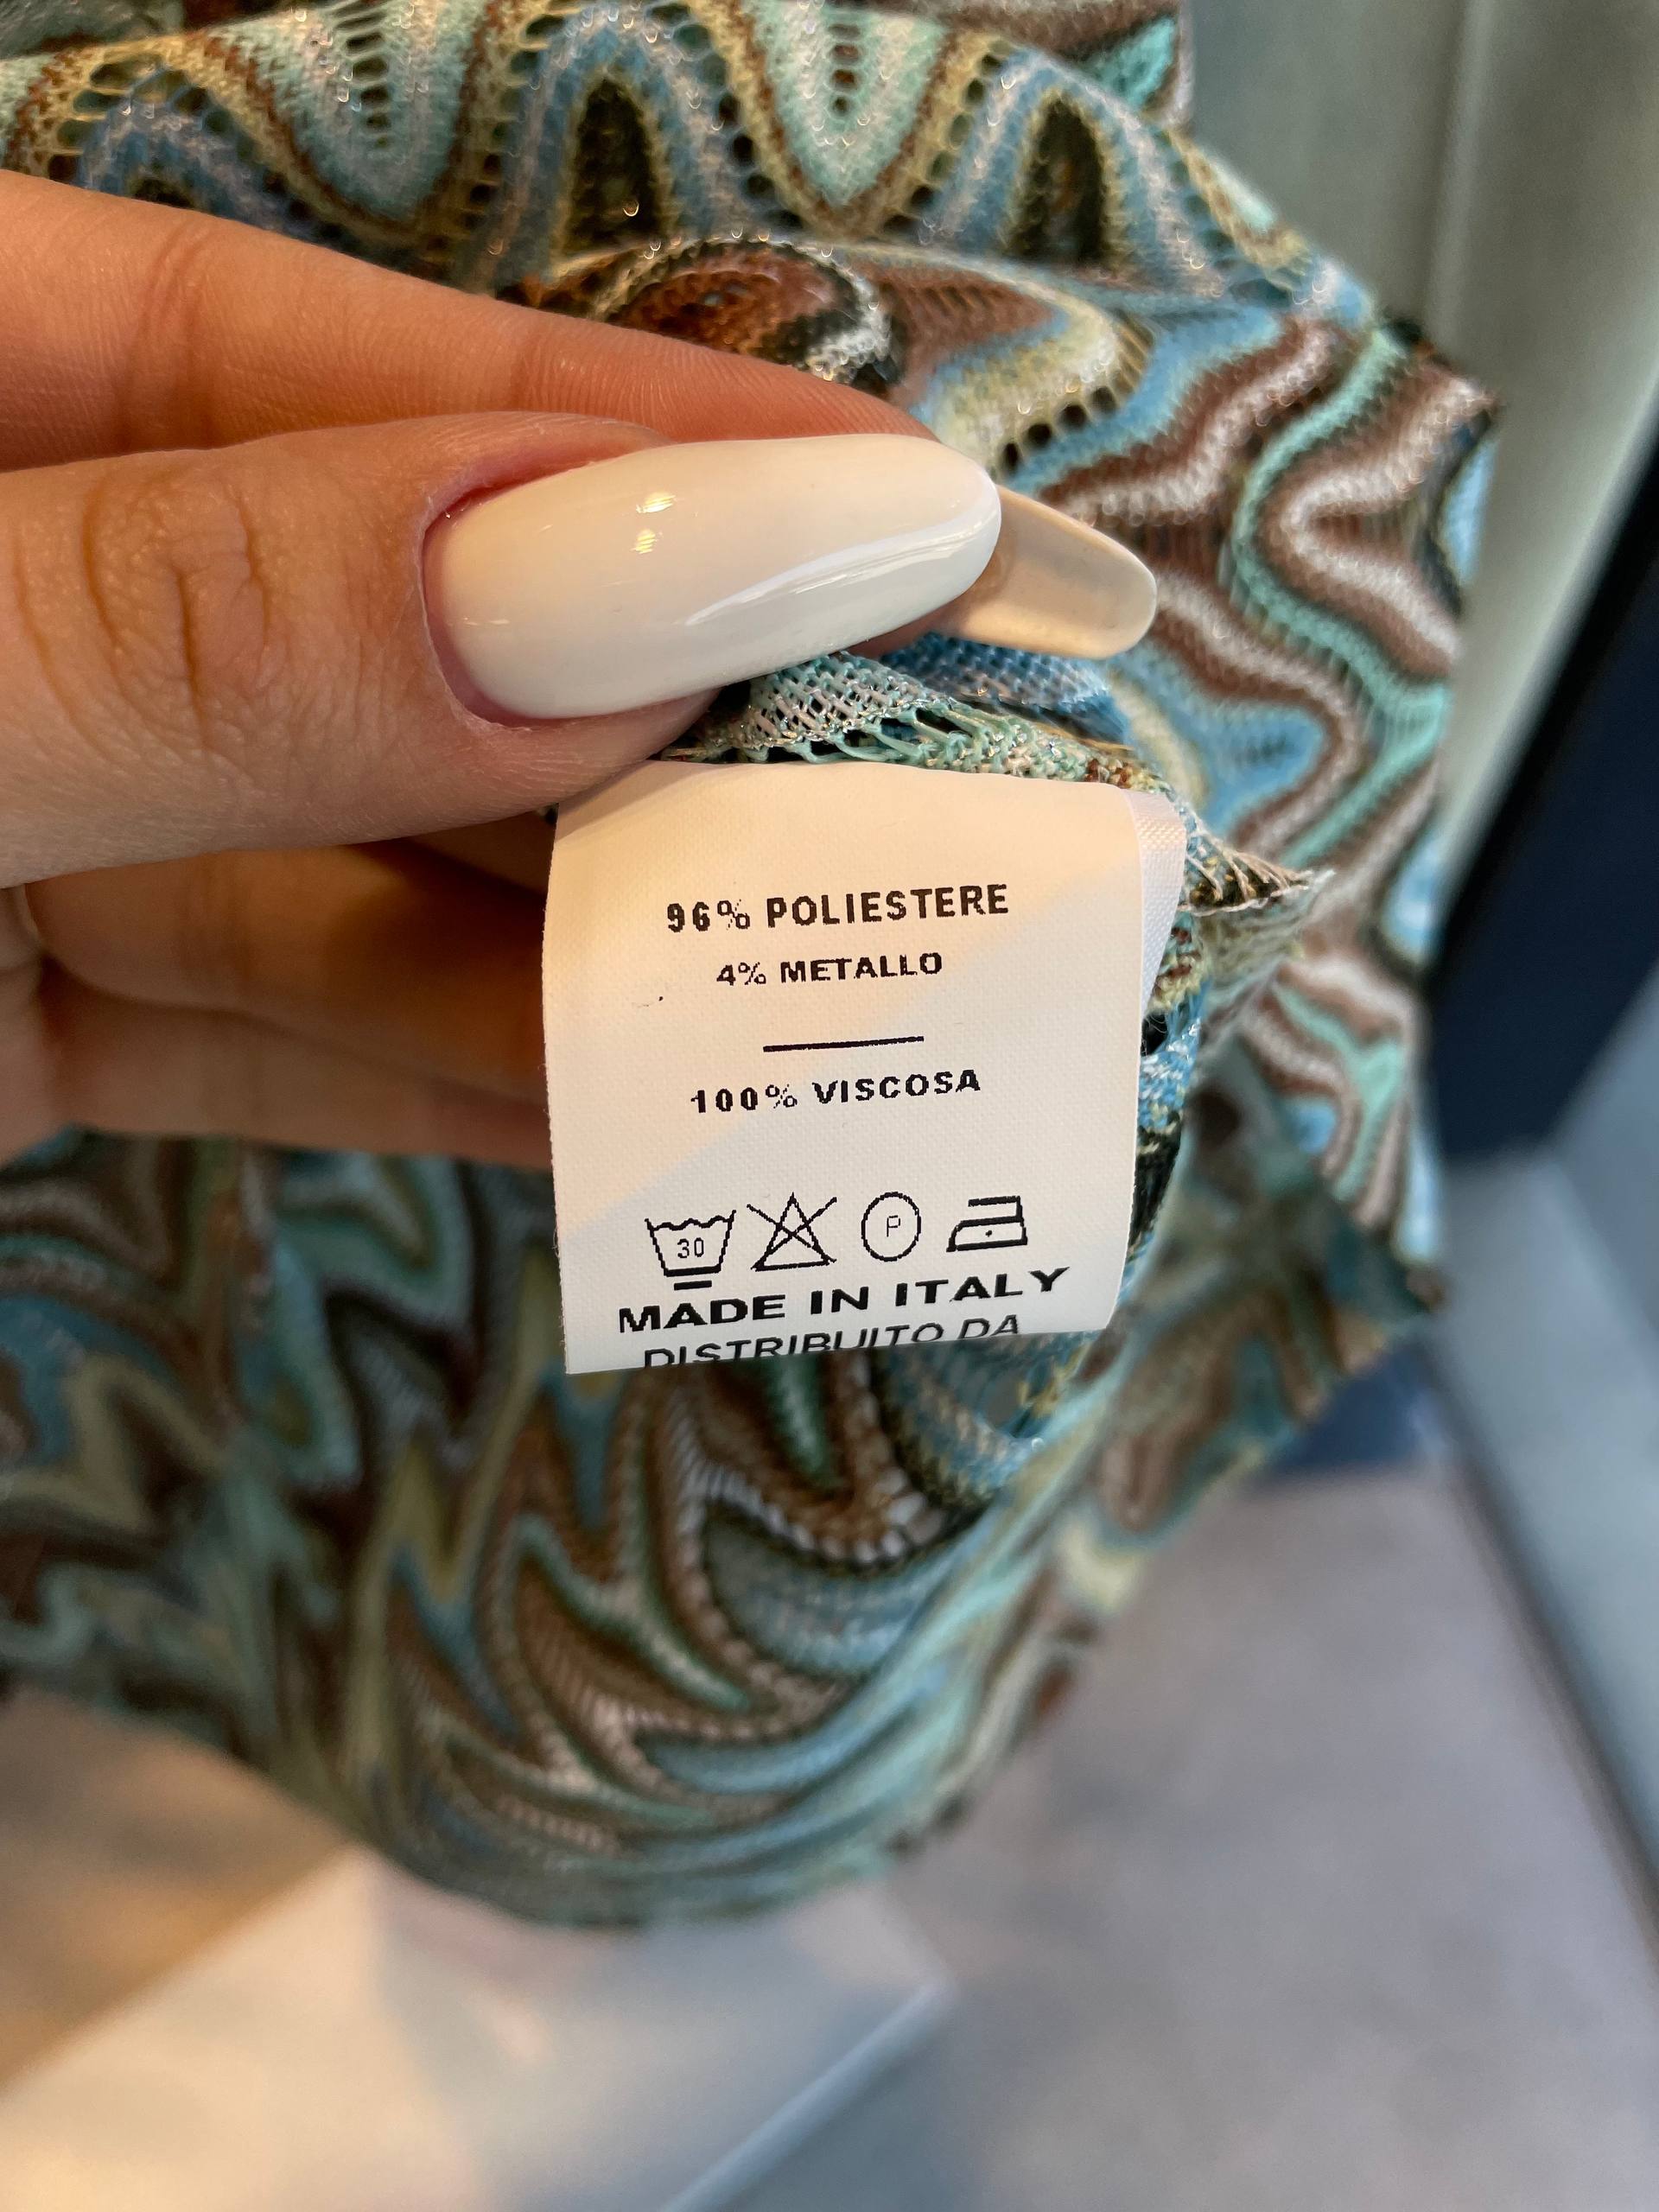 96% POLIESTERE
4% METALLO
100% VISCOSA
30 P
MADE IN ITALY
DISTRIBUITO DA